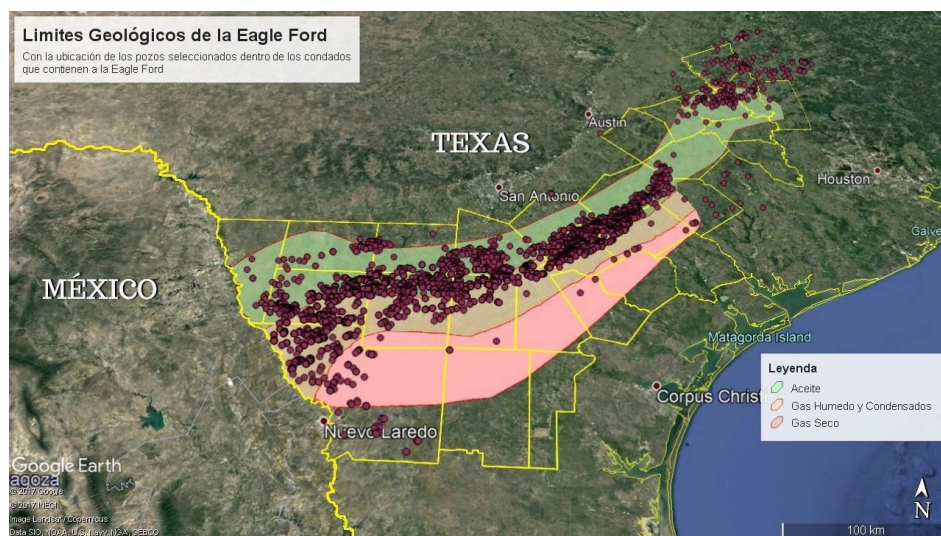 Limites Geológicos de la Eagle Ford
Con la ubicación de los pozos seleccionados dentro de los condados
que contienen a la Eagle Ford
Austin
TEXAS
San Antonio
Houston
Galve
MÉXICO
Matagorda Island
Leyenda
Aceite
Gas Humedo y Condensados
Gas Seco
Corpus Christi
Nuevo Laredo
Google Earth
agoza
© 2017 Google
© 2017 INEGI
Image Landsat / Copernicus
Data SIO, NOAA, U.S. Navy, NGA, GEBCO
N
100 km